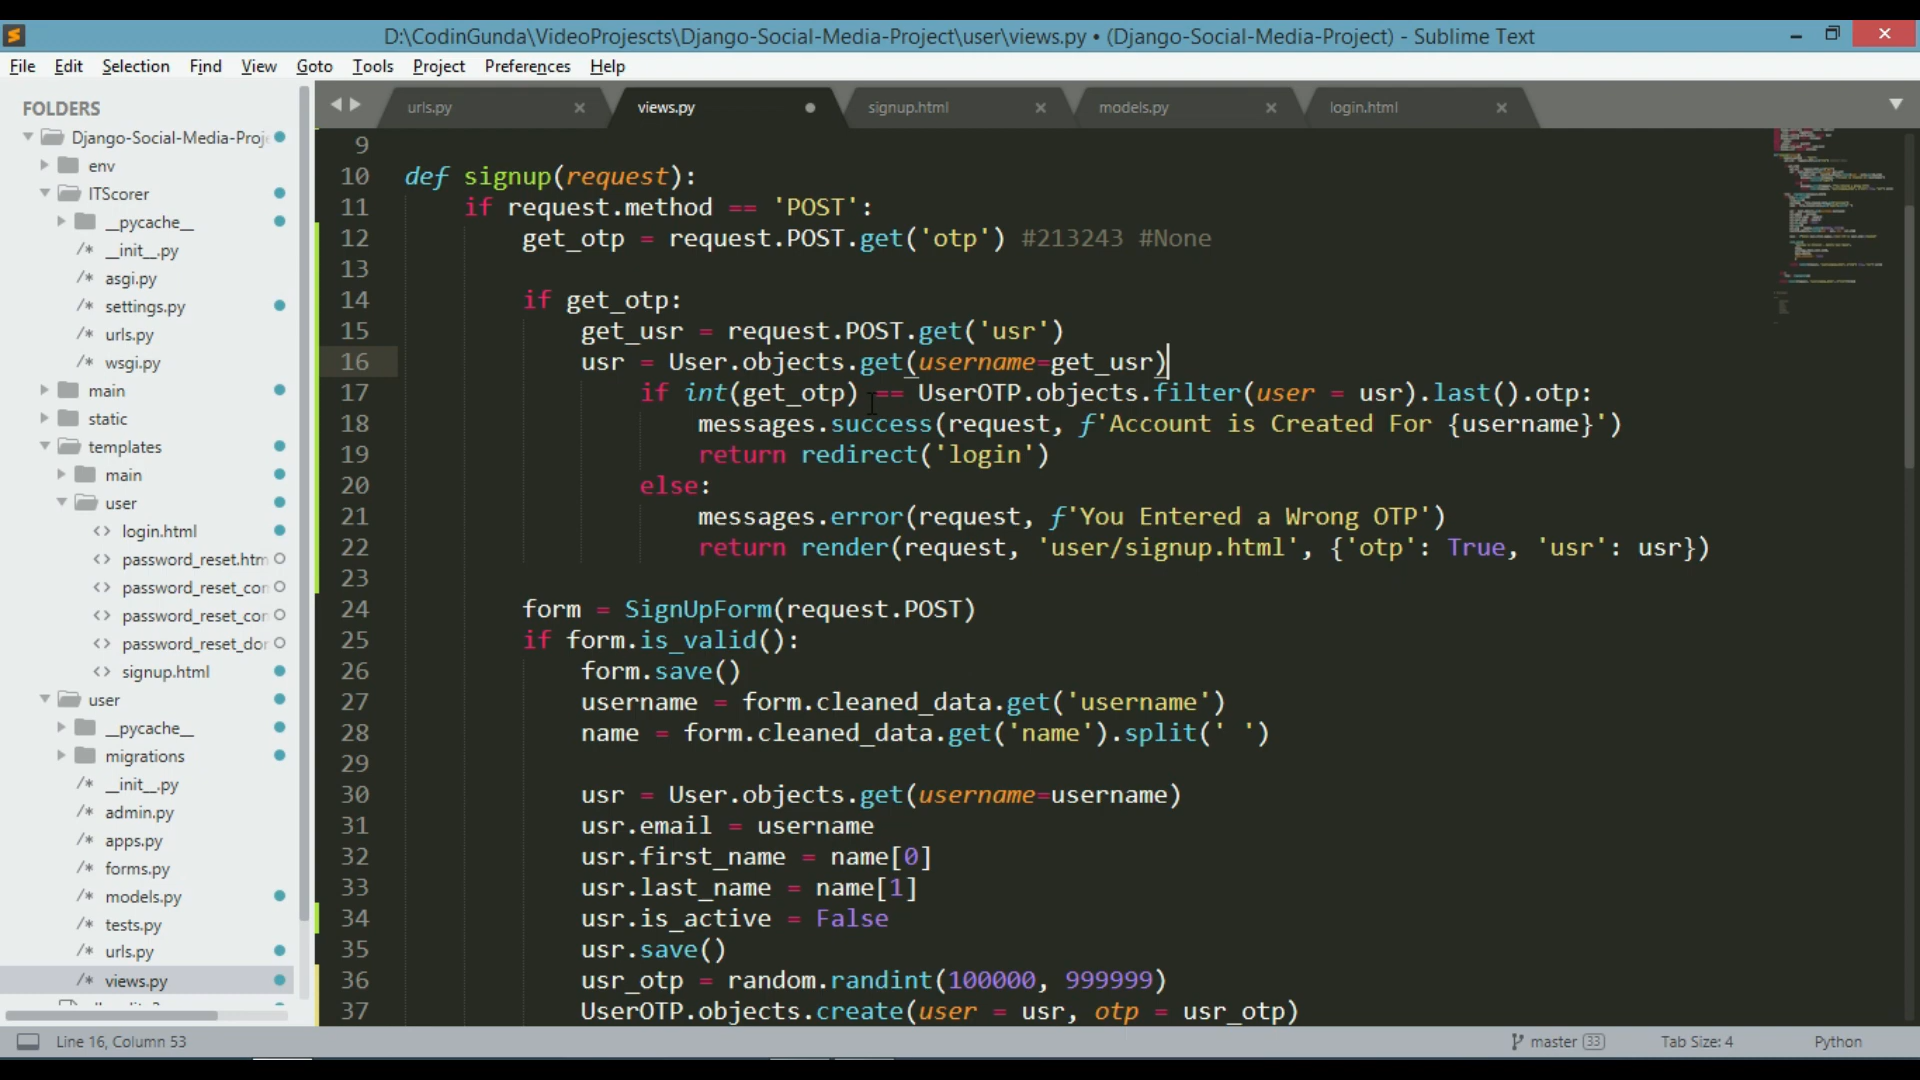 D:\CodinGunda\VideoProjescts\Django-Social-Media-Project\user\views.py • (Django-Social-Media-Project) - Sublime Text
File Edit Selection Find View Goto Tools Project Preferences Help
urls.py views.py signup.html models.py login.html
FOLDERS
Django-Social-Media-Proj
env
ITScorer
__pycache__
/* __init__.py
/* asgi.py
/* settings.py
/* urls.py
/* wsgi.py
main
static
templates
main
user
<> login.html
<> password_reset.htm
<> password_reset_con
<> password_reset_con
<> password_reset_dor
<> signup.html
user
__pycache__
migrations
/* __init__.py
/* admin.py
/* apps.py
/* forms.py
/* models.py
/* tests.py
/* urls.py
/* views.py
9
10 def signup(request):
11 if request.method == 'POST':
12 get_otp = request.POST.get('otp') #213243 #None
13
14 if get_otp:
15 get_usr = request.POST.get('usr')
16 usr = User.objects.get(username=get_usr)
17 if int(get_otp) == UserOTP.objects.filter(user = usr).last().otp:
18 messages.success(request, f'Account is Created For {username}')
19 return redirect('login')
20 else:
21 messages.error(request, f'You Entered a Wrong OTP')
22 return render(request, 'user/signup.html', {'otp': True, 'usr': usr})
23
24 form = SignUpForm(request.POST)
25 if form.is_valid():
26 form.save()
27 username = form.cleaned_data.get('username')
28 name = form.cleaned_data.get('name').split(' ')
29
30 usr = User.objects.get(username=username)
31 usr.email = username
32 usr.first_name = name[0]
33 usr.last_name = name[1]
34 usr.is_active = False
35 usr.save()
36 usr_otp = random.randint(100000, 999999)
37 UserOTP.objects.create(user = usr, otp = usr_otp)
Line 16, Column 53
master 33
Tab Size: 4
Python